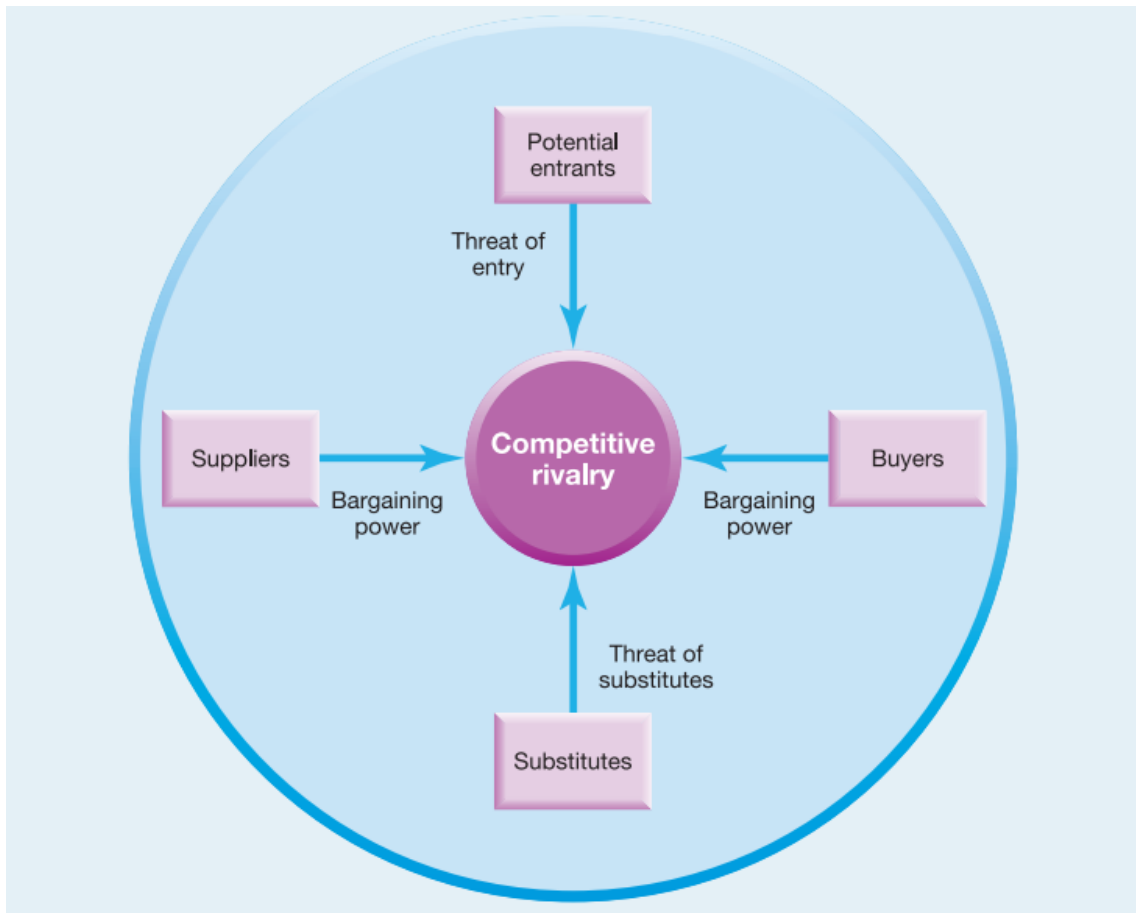 Potential
entrants
Threat of
entry
Suppliers
Bargaining
power
Competitive
rivalry
Buyers
Bargaining
power
Threat of
substitutes
Substitutes